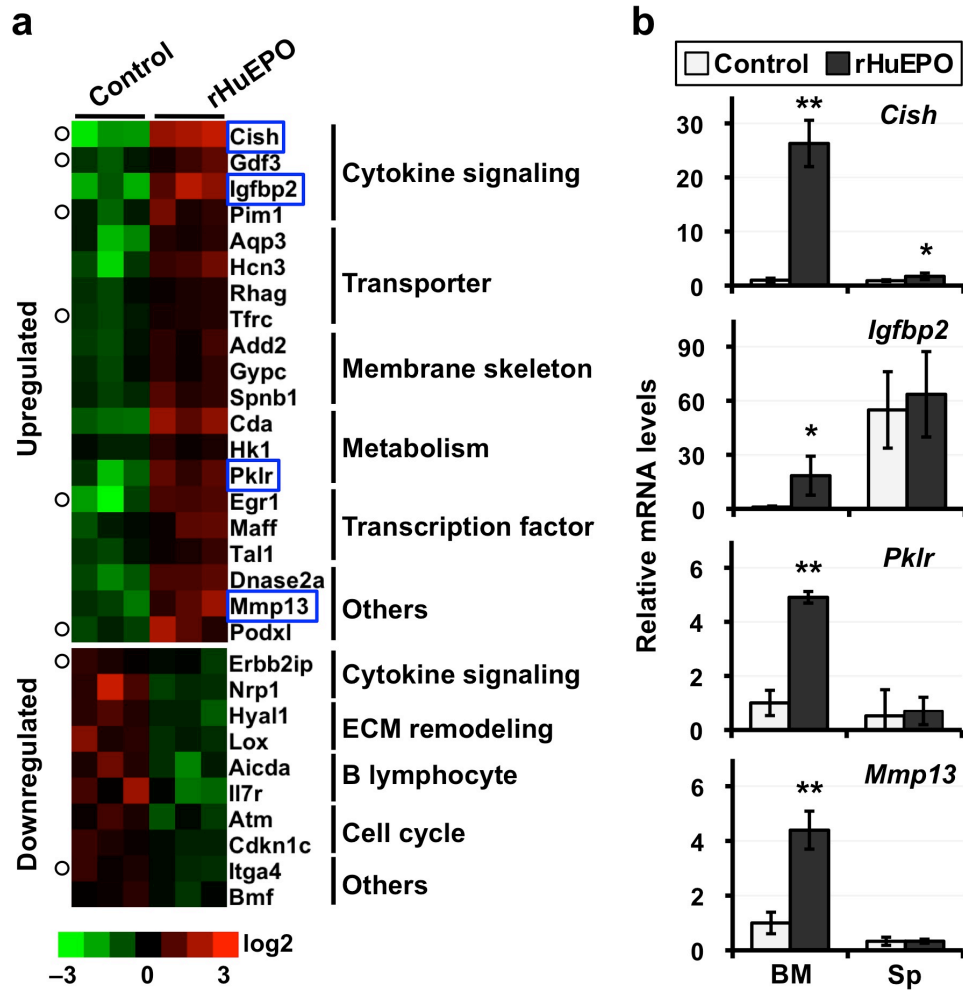 a
Control
rHuEPO
Upregulated
Cish
Gdf3
Igfbp2
Pim1
Cytokine signaling
Aqp3
Hcn3
Rhag
Tfrc
Transporter
Add2
Gypc
Spnb1
Membrane skeleton
Cda
Hk1
Pklr
Metabolism
Egr1
Maff
Tal1
Transcription factor
Dnase2a
Mmp13
Podxl
Others
Downregulated
Erbb2ip
Nrp1
Cytokine signaling
Hyal1
Lox
ECM remodeling
Aicda
Il7r
B lymphocyte
Atm
Cdkn1c
Cell cycle
Itga4
Bmf
Others
log2
–3 0 3
b
Control rHuEPO
Relative mRNA levels
Cish
30
20
10
0
**
*
Igfbp2
90
60
30
0
*
Pklr
6
4
2
0
**
Mmp13
6
4
2
0
**
BM Sp